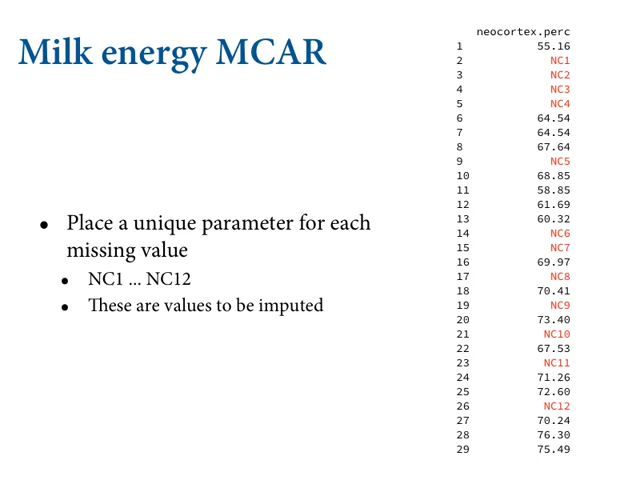 Milk energy MCAR
• Place a unique parameter for each
missing value
• NC1 ... NC12
• These are values to be imputed
neocortex.perc
1 55.16
2 NC1
3 NC2
4 NC3
5 NC4
6 64.54
7 64.54
8 67.64
9 NC5
10 68.85
11 58.85
12 61.69
13 60.32
14 NC6
15 NC7
16 69.97
17 NC8
18 70.41
19 NC9
20 73.40
21 NC10
22 67.53
23 NC11
24 71.26
25 72.60
26 NC12
27 70.24
28 76.30
29 75.49